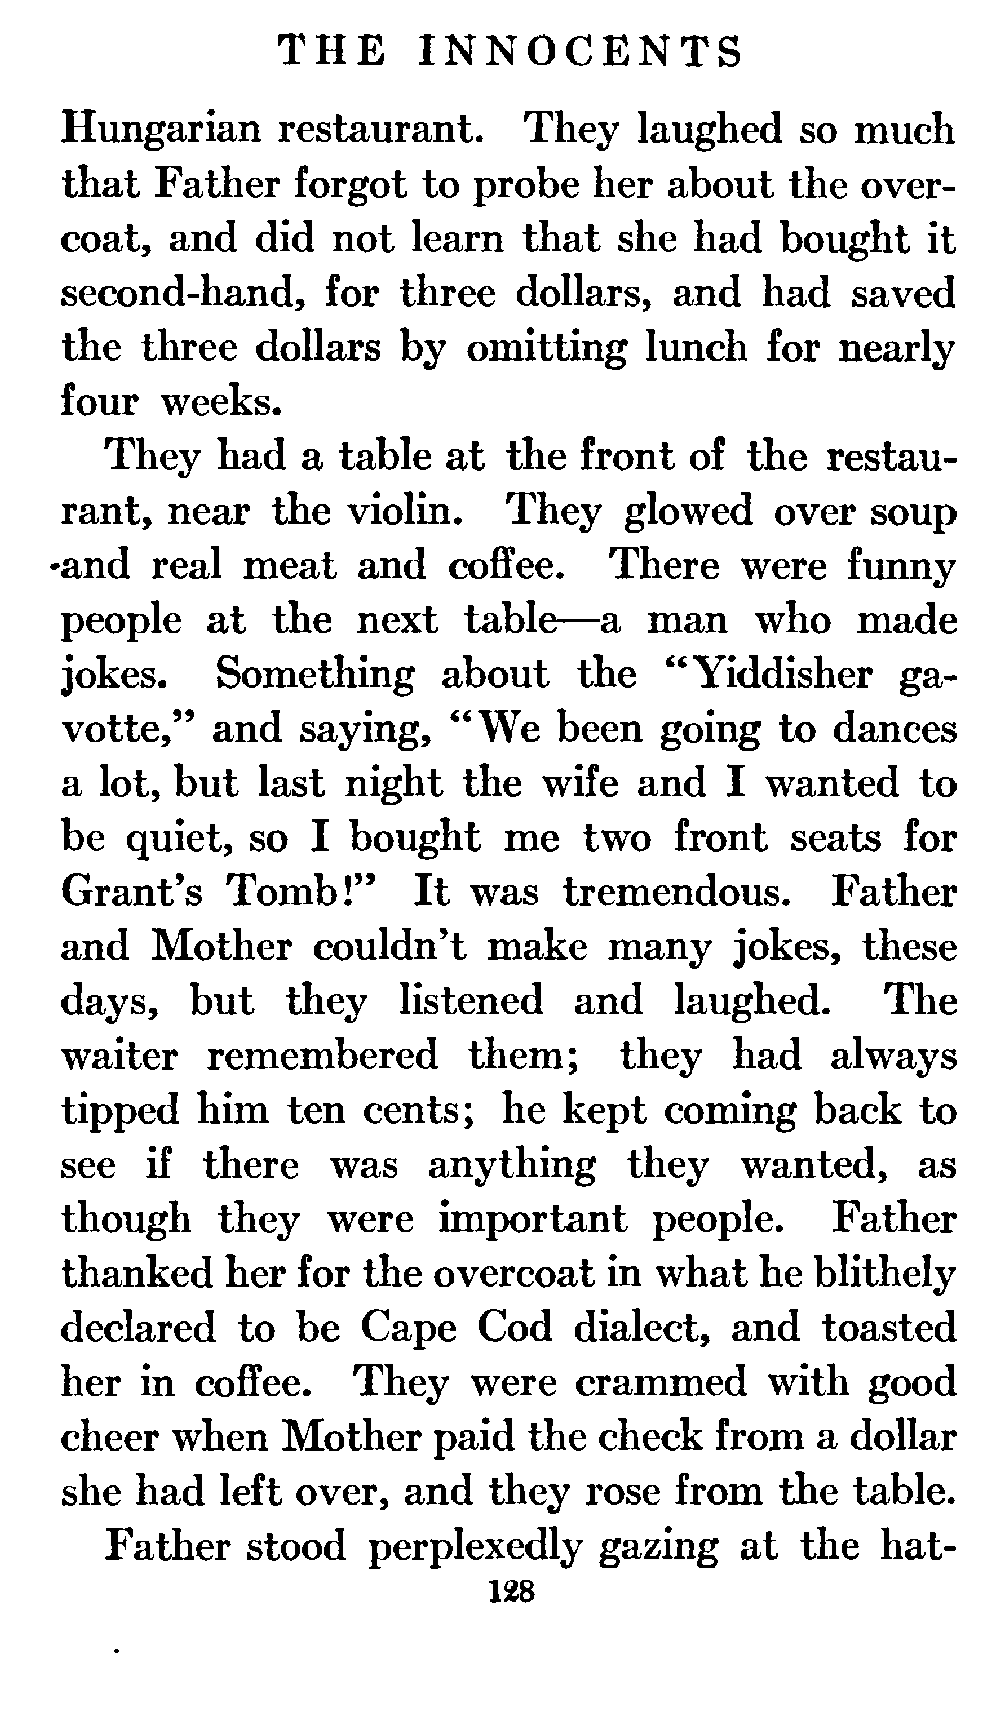 THE INNOCENTS
Hungarian restaurant. They laughed so much
that Father forgot to probe her about the over-
coat, and did not learn that she had bought it
second-hand, for three dollars, and had saved
the three dollars by omitting lunch for nearly
four weeks.
They had a table at the front of the restau-
rant, near the violin. They glowed over soup
and real meat and coffee. There were funny
people at the next table—a man who made
jokes. Something about the “Yiddisher ga-
votte,” and saying, “We been going to dances
a lot, but last night the wife and I wanted to
be quiet, so I bought me two front seats for
Grant’s Tomb!” It was tremendous. Father
and Mother couldn’t make many jokes, these
days, but they listened and laughed. The
waiter remembered them; they had always
tipped him ten cents; he kept coming back to
see if there was anything they wanted, as
though they were important people. Father
thanked her for the overcoat in what he blithely
declared to be Cape Cod dialect, and toasted
her in coffee. They were crammed with good
cheer when Mother paid the check from a dollar
she had left over, and they rose from the table.
Father stood perplexedly gazing at the hat-
128